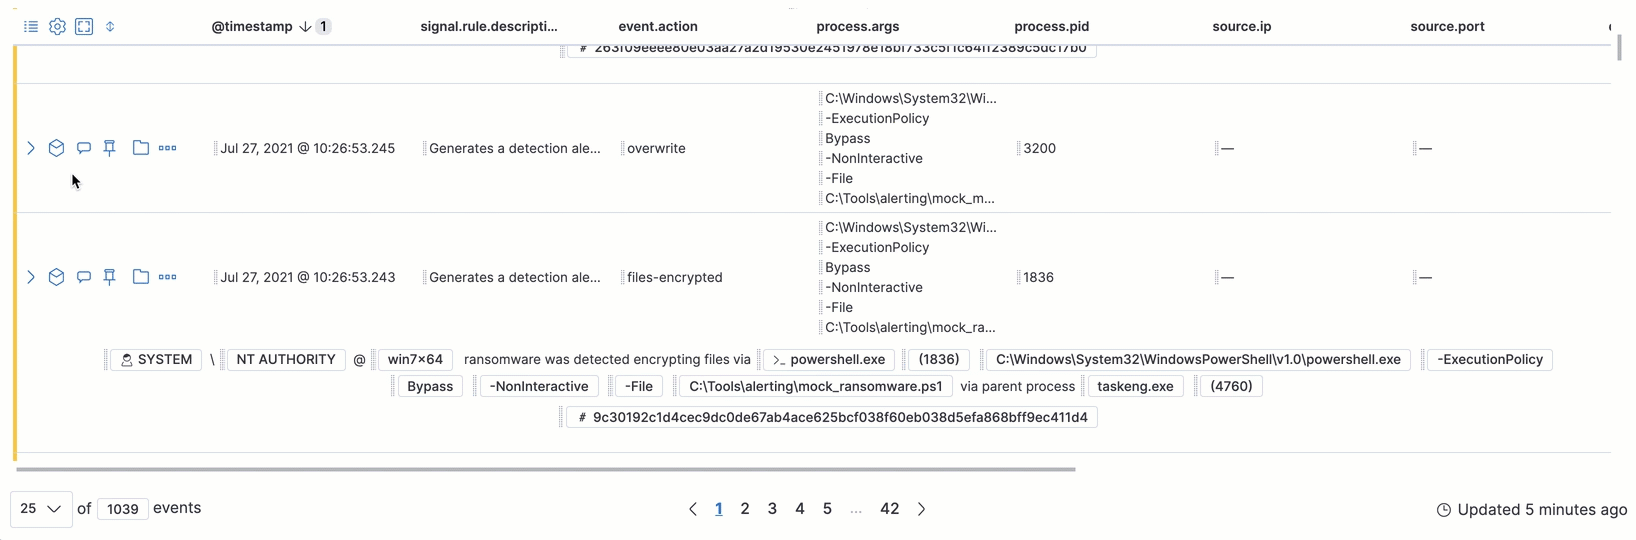 @timestamp 1 signal.rule.descripti... event.action process.args process.pid source.ip source.port
# 263f09eeee80e03aa27a2d19530e2451978e18bf733c5f1c64ff2389c5dc17b0
C:\Windows\System32\Wi...
-ExecutionPolicy
Bypass
Jul 27, 2021 @ 10:26:53.245 Generates a detection ale... overwrite 3200 — —
-NonInteractive
-File
C:\Tools\alerting\mock_m...
C:\Windows\System32\Wi...
-ExecutionPolicy
Bypass
Jul 27, 2021 @ 10:26:53.243 Generates a detection ale... files-encrypted 1836 — —
-NonInteractive
-File
C:\Tools\alerting\mock_ra...
SYSTEM \ NT AUTHORITY @ win7x64 ransomware was detected encrypting files via >_ powershell.exe (1836) C:\Windows\System32\WindowsPowerShell\v1.0\powershell.exe -ExecutionPolicy
Bypass -NonInteractive -File C:\Tools\alerting\mock_ransomware.ps1 via parent process taskeng.exe (4760)
# 9c30192c1d4cec9dc0de67ab4ace625bcf038f60eb038d5efa868bff9ec411d4
25 of 1039 events 1 2 3 4 5 ... 42 Updated 5 minutes ago